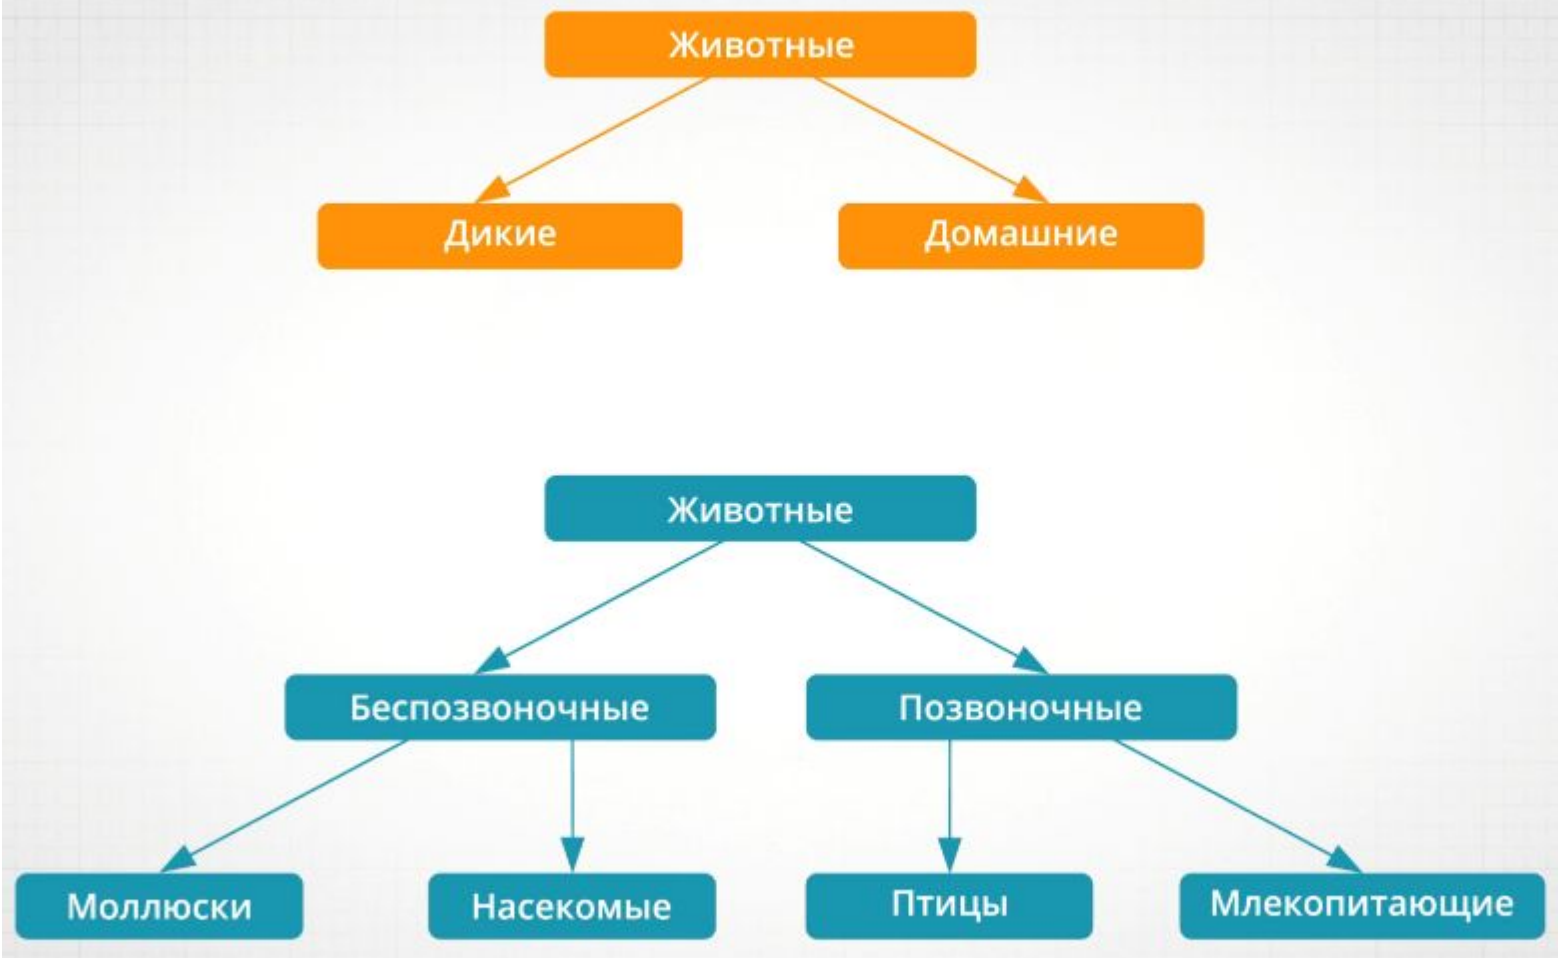 Животные
Дикие
Домашние
Животные
Беспозвоночные
Позвоночные
Моллюски
Насекомые
Птицы
Млекопитающие